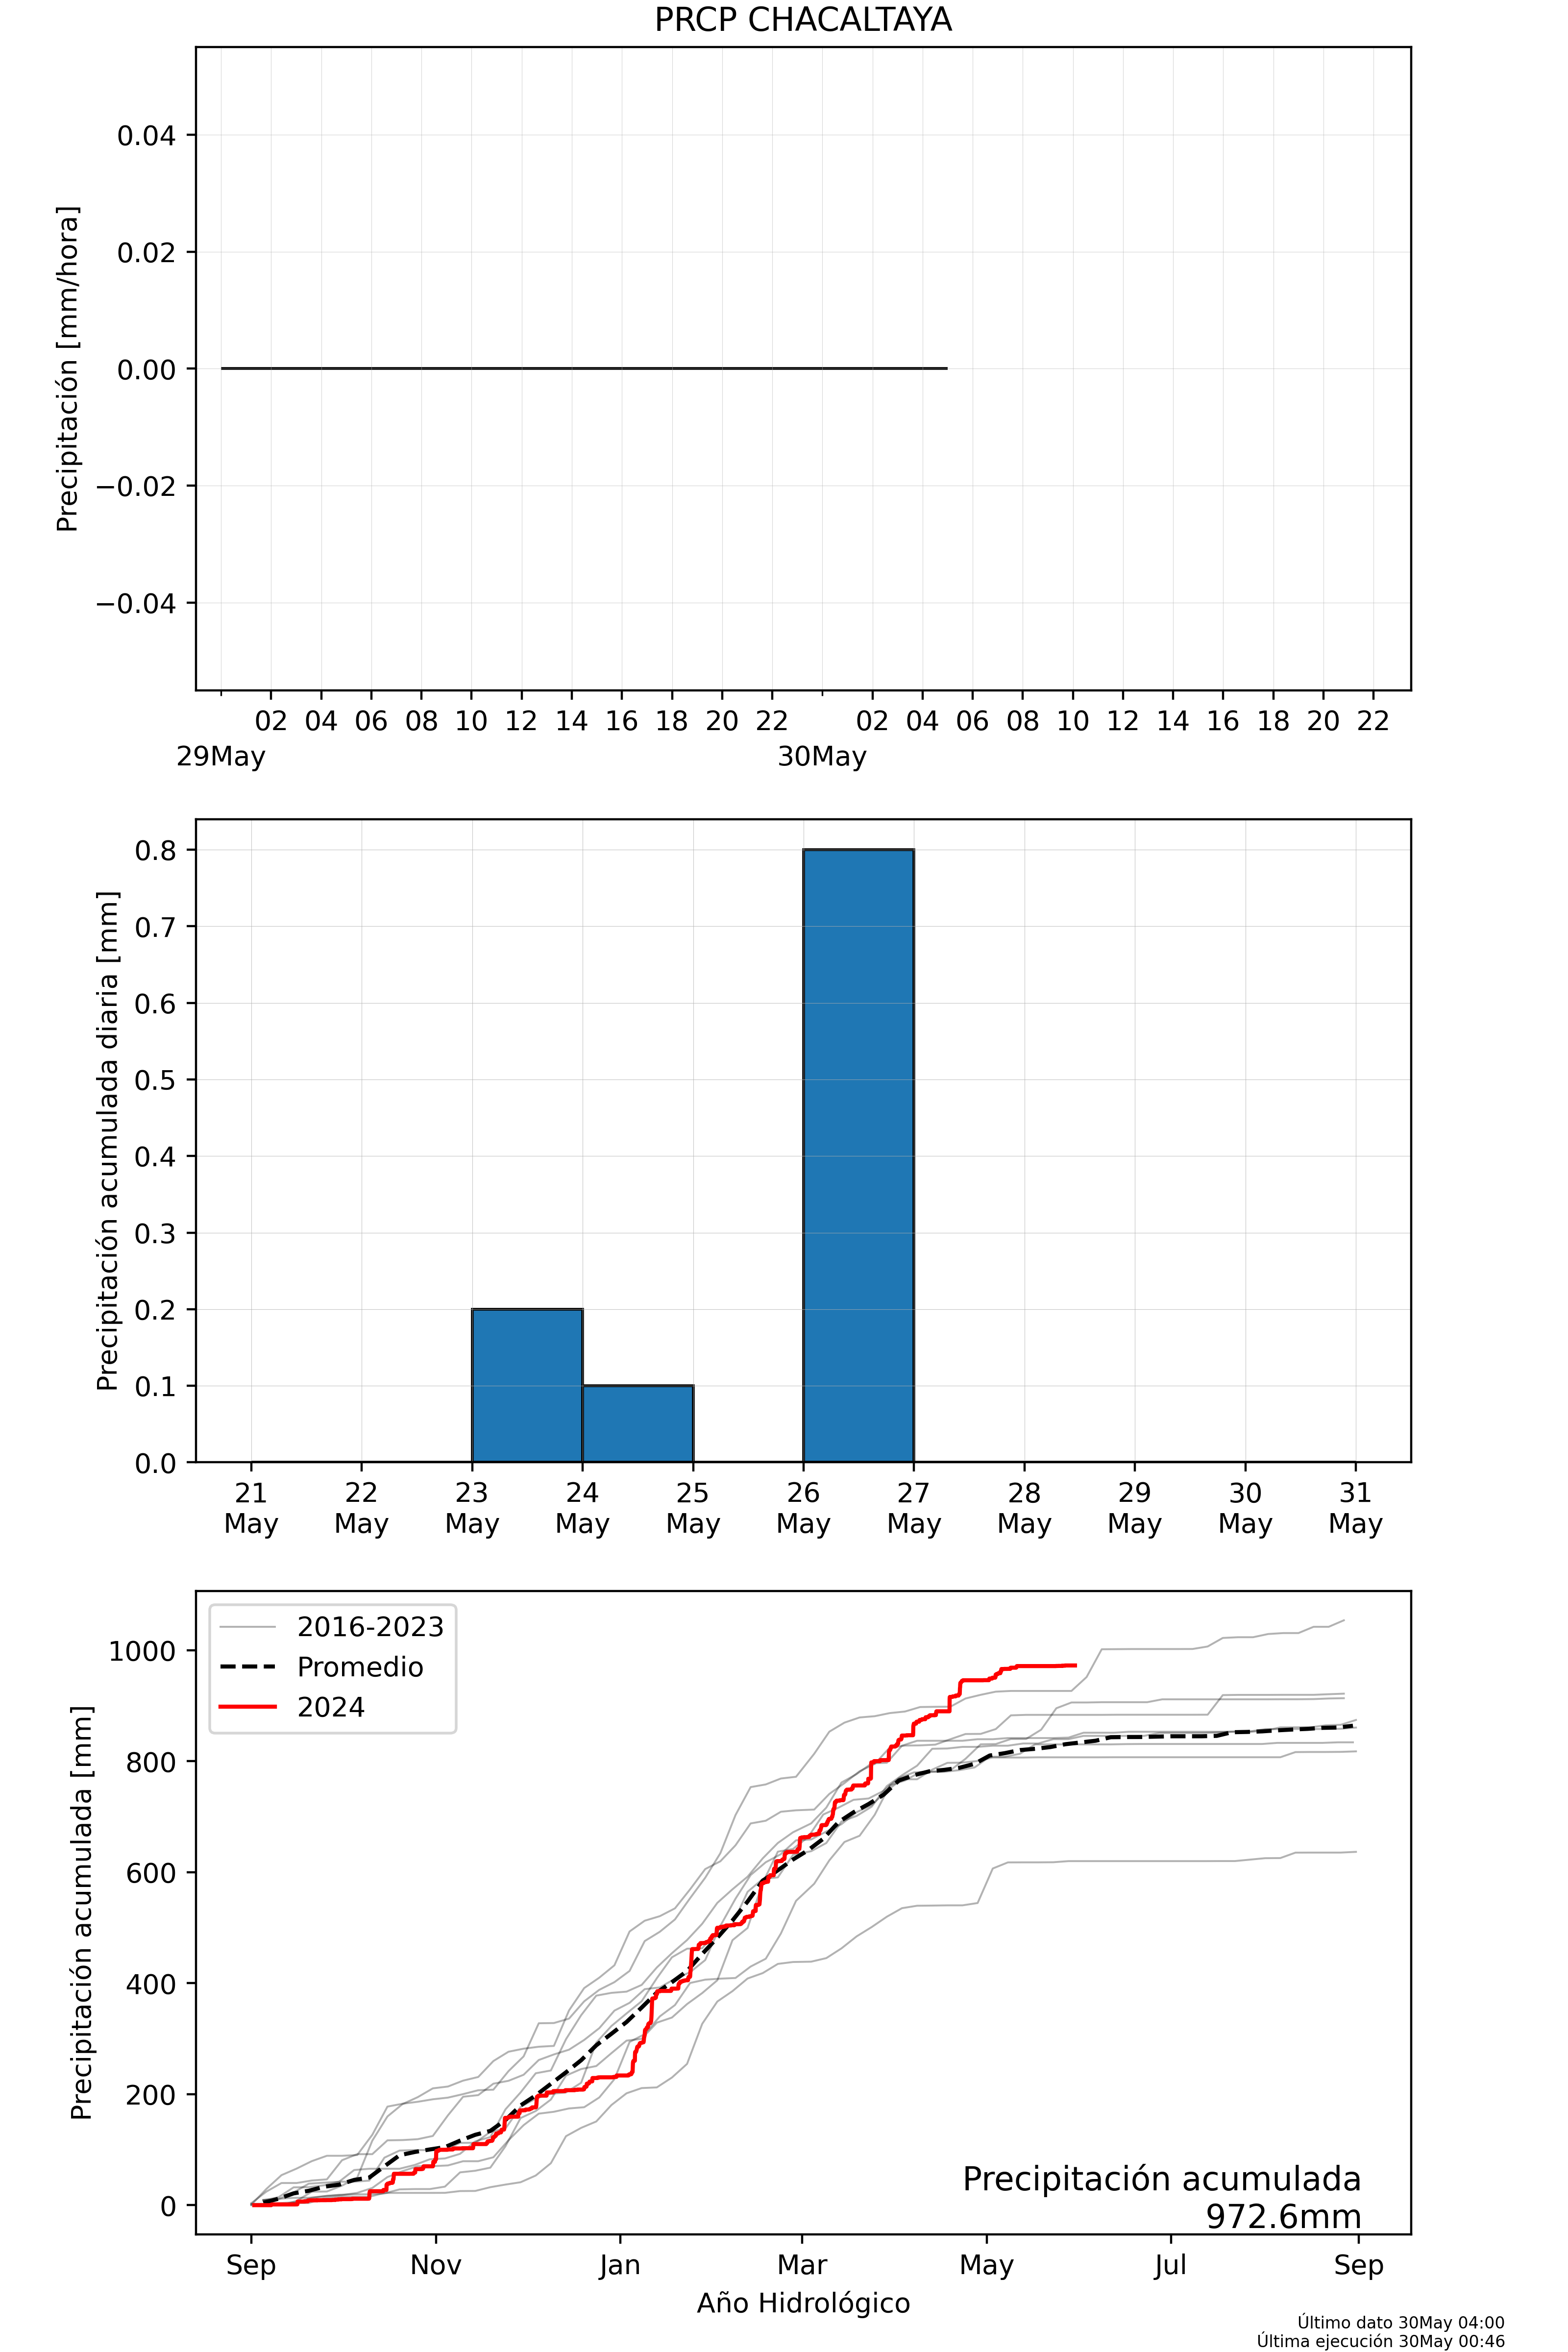 PRCP CHACALTAYA
Precipitación [mm/hora]
0.04
0.02
0.00
−0.02
−0.04
02 04 06 08 10 12 14 16 18 20 22 02 04 06 08 10 12 14 16 18 20 22
29May 30May
Precipitación acumulada diaria [mm]
0.8
0.7
0.6
0.5
0.4
0.3
0.2
0.1
0.0
21 22 23 24 25 26 27 28 29 30 31
May May May May May May May May May May May
Precipitación acumulada [mm]
1000
800
600
400
200
0
2016-2023
Promedio
2024
Precipitación acumulada
972.6mm
Sep Nov Jan Mar May Jul Sep
Año Hidrológico
Último dato 30May 04:00
Última ejecución 30May 00:46